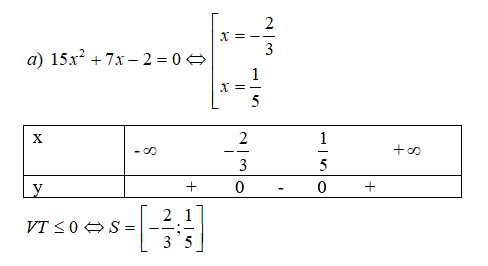 a) 15x² + 7x − 2 = 0 ⇔ [ x = −2/3
x = 1/5
x -∞ −2/3 1/5 +∞
y + 0 - 0 +
VT ≤ 0 ⇔ S = [−2/3; 1/5]